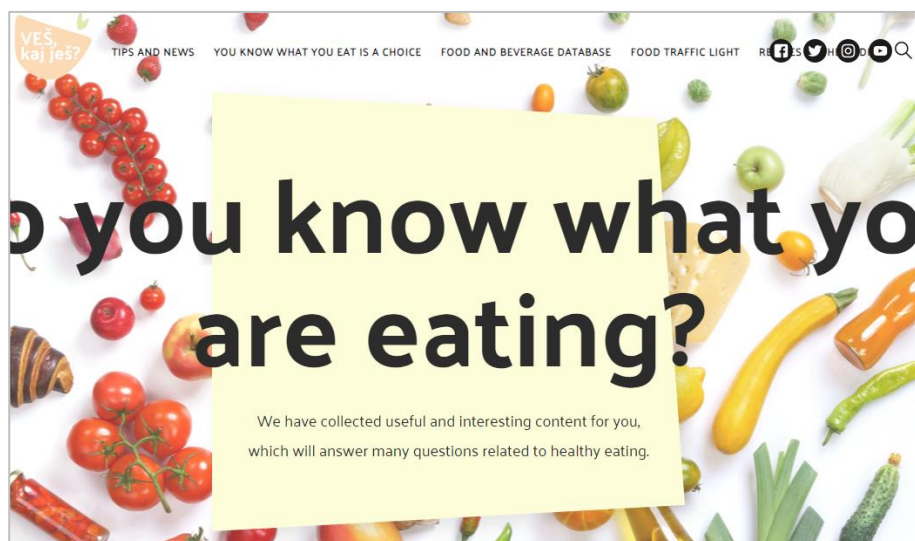 VEŠ,
kaj ješ?
TIPS AND NEWS YOU KNOW WHAT YOU EAT IS A CHOICE FOOD AND BEVERAGE DATABASE FOOD TRAFFIC LIGHT
you know what
are eating?
We have collected useful and interesting content for you,
which will answer many questions related to healthy eating.